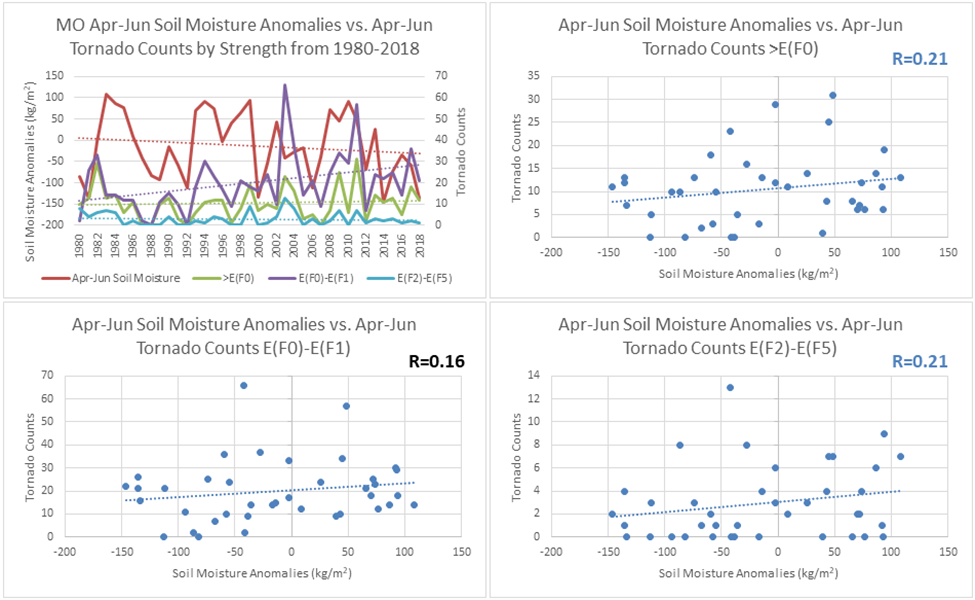 MO Apr-Jun Soil Moisture Anomalies vs. Apr-Jun
Tornado Counts by Strength from 1980-2018
Soil Moisture Anomalies (kg/m²)
150
100
50
0
-50
-100
-150
-200
70
60
50
40
30
20
10
0
Tornado Counts
1980 1982 1984 1986 1988 1990 1992 1994 1996 1998 2000 2002 2004 2006 2008 2010 2012 2014 2016 2018
Apr-Jun Soil Moisture >E(F0) E(F0)-E(F1) E(F2)-E(F5)
Apr-Jun Soil Moisture Anomalies vs. Apr-Jun
Tornado Counts >E(F0)
R=0.21
Tornado Counts
35
30
25
20
15
10
5
0
-200 -150 -100 -50 0 50 100 150
Soil Moisture Anomalies (kg/m²)
Apr-Jun Soil Moisture Anomalies vs. Apr-Jun
Tornado Counts E(F0)-E(F1)
R=0.16
Tornado Counts
70
60
50
40
30
20
10
0
-200 -150 -100 -50 0 50 100 150
Soil Moisture Anomalies (kg/m²)
Apr-Jun Soil Moisture Anomalies vs. Apr-Jun
Tornado Counts E(F2)-E(F5)
R=0.21
Tornado Counts
14
12
10
8
6
4
2
0
-200 -150 -100 -50 0 50 100 150
Soil Moisture Anomalies (kg/m²)